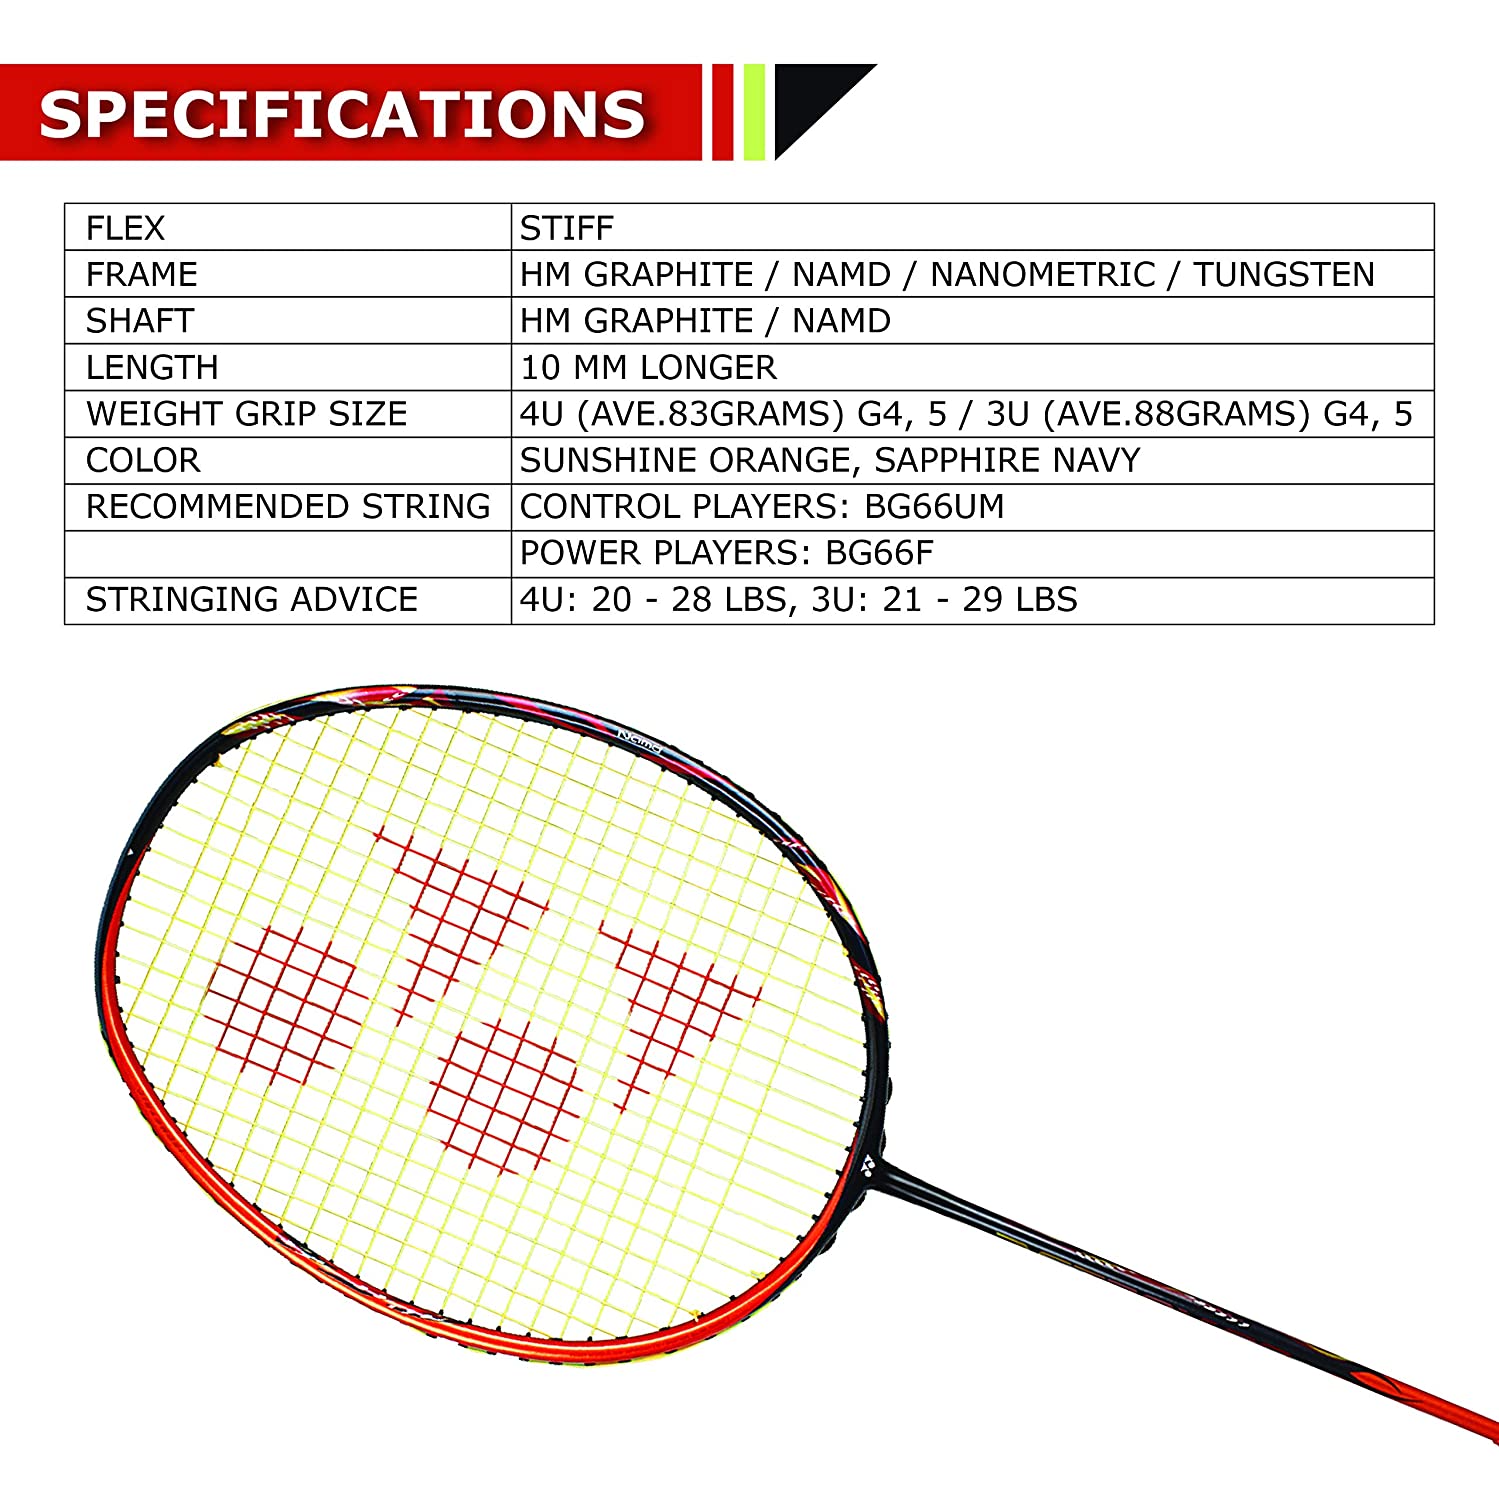 SPECIFICATIONS
FLEX STIFF
FRAME HM GRAPHITE / NAMD / NANOMETRIC / TUNGSTEN
SHAFT HM GRAPHITE / NAMD
LENGTH 10 MM LONGER
WEIGHT GRIP SIZE 4U (AVE.83GRAMS) G4, 5 / 3U (AVE.88GRAMS) G4, 5
COLOR SUNSHINE ORANGE, SAPPHIRE NAVY
RECOMMENDED STRING CONTROL PLAYERS: BG66UM
POWER PLAYERS: BG66F
STRINGING ADVICE 4U: 20 - 28 LBS, 3U: 21 - 29 LBS
Namd